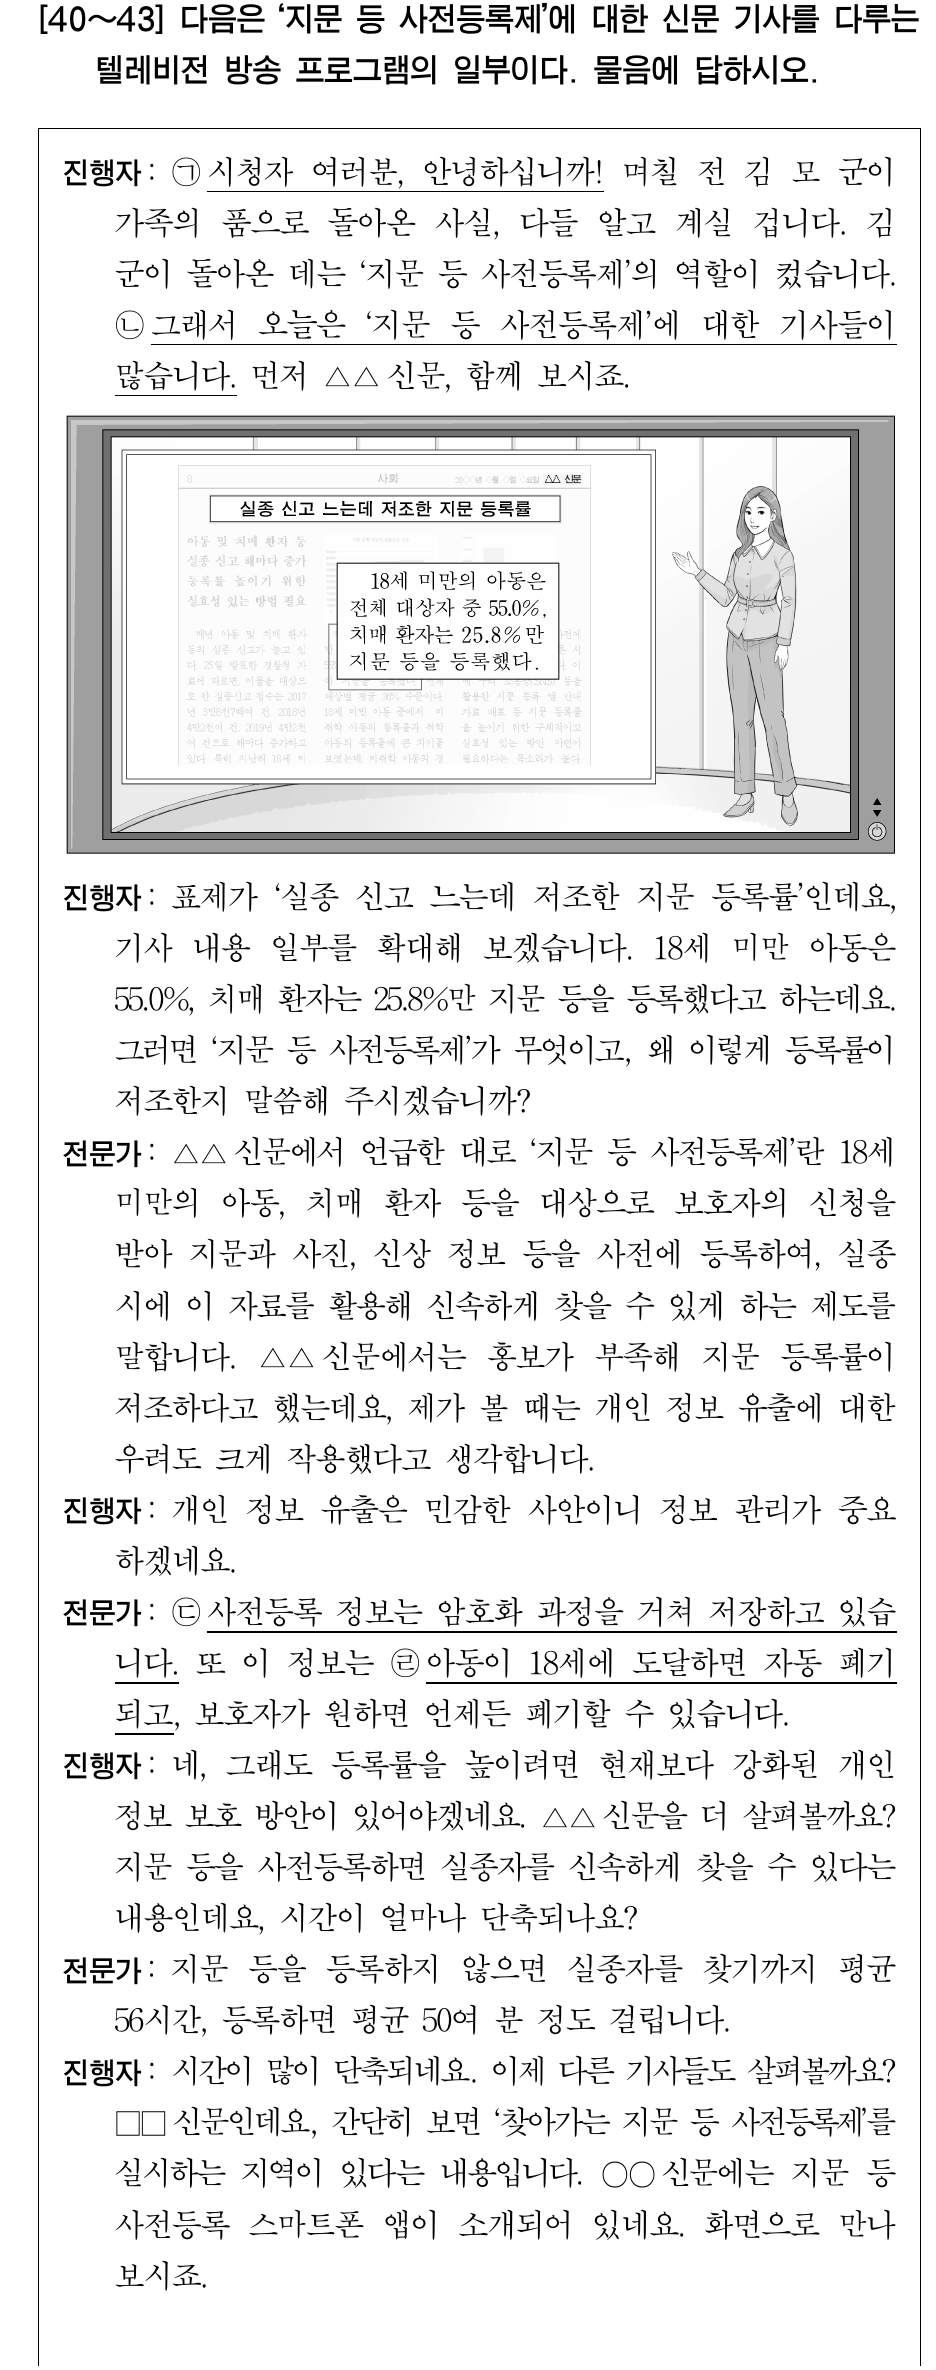 [40～43] 다음은 ‘지문 등 사전등록제’에 대한 신문 기사를 다루는
텔레비전 방송 프로그램의 일부이다. 물음에 답하시오.
진행자 : ㉠시청자 여러분, 안녕하십니까! 며칠 전 김 모 군이
가족의 품으로 돌아온 사실, 다들 알고 계실 겁니다. 김
군이 돌아온 데는 ‘지문 등 사전등록제’의 역할이 컸습니다.
㉡그래서 오늘은 ‘지문 등 사전등록제’에 대한 기사들이
많습니다. 먼저 △△신문, 함께 보시죠.
8 사회 △△ 신문
실종 신고 느는데 저조한 지문 등록률
아동 및 치매 환자 등
실종 신고 해마다 증가
등록률 높이기 위한
실효성 있는 방법 필요
18세 미만의 아동은
전체 대상자 중 55.0%,
치매 환자는 25.8%만
지문 등을 등록했다.
진행자 : 표제가 ‘실종 신고 느는데 저조한 지문 등록률’인데요,
기사 내용 일부를 확대해 보겠습니다. 18세 미만 아동은
55.0%, 치매 환자는 25.8%만 지문 등을 등록했다고 하는데요.
그러면 ‘지문 등 사전등록제’가 무엇이고, 왜 이렇게 등록률이
저조한지 말씀해 주시겠습니까?
전문가 : △△신문에서 언급한 대로 ‘지문 등 사전등록제’란 18세
미만의 아동, 치매 환자 등을 대상으로 보호자의 신청을
받아 지문과 사진, 신상 정보 등을 사전에 등록하여, 실종
시에 이 자료를 활용해 신속하게 찾을 수 있게 하는 제도를
말합니다. △△신문에서는 홍보가 부족해 지문 등록률이
저조하다고 했는데요, 제가 볼 때는 개인 정보 유출에 대한
우려도 크게 작용했다고 생각합니다.
진행자 : 개인 정보 유출은 민감한 사안이니 정보 관리가 중요
하겠네요.
전문가 : ㉢사전등록 정보는 암호화 과정을 거쳐 저장하고 있습
니다. 또 이 정보는 ㉣아동이 18세에 도달하면 자동 폐기
되고, 보호자가 원하면 언제든 폐기할 수 있습니다.
진행자 : 네, 그래도 등록률을 높이려면 현재보다 강화된 개인
정보 보호 방안이 있어야겠네요. △△신문을 더 살펴볼까요?
지문 등을 사전등록하면 실종자를 신속하게 찾을 수 있다는
내용인데요, 시간이 얼마나 단축되나요?
전문가 : 지문 등을 등록하지 않으면 실종자를 찾기까지 평균
56시간, 등록하면 평균 50여 분 정도 걸립니다.
진행자 : 시간이 많이 단축되네요. 이제 다른 기사들도 살펴볼까요?
□□신문인데요, 간단히 보면 ‘찾아가는 지문 등 사전등록제’를
실시하는 지역이 있다는 내용입니다. ○○신문에는 지문 등
사전등록 스마트폰 앱이 소개되어 있네요. 화면으로 만나
보시죠.